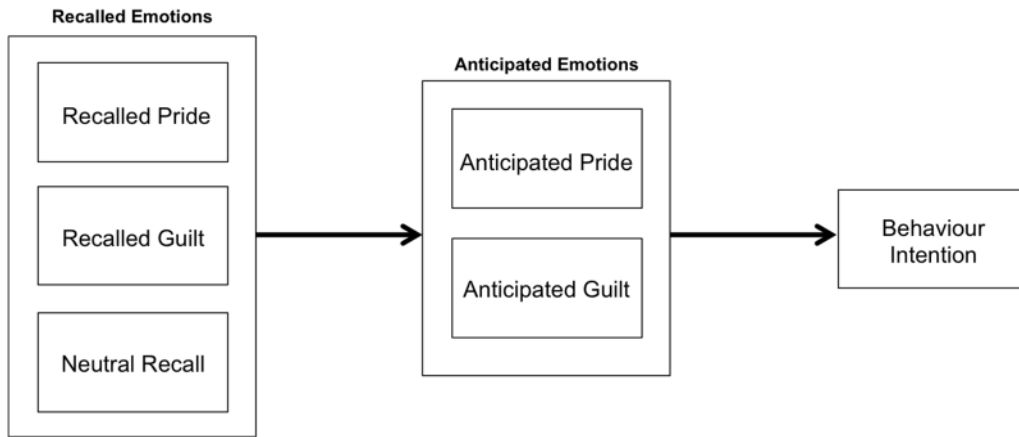 Recalled Emotions
Recalled Pride
Recalled Guilt
Neutral Recall
Anticipated Emotions
Anticipated Pride
Anticipated Guilt
Behaviour
Intention